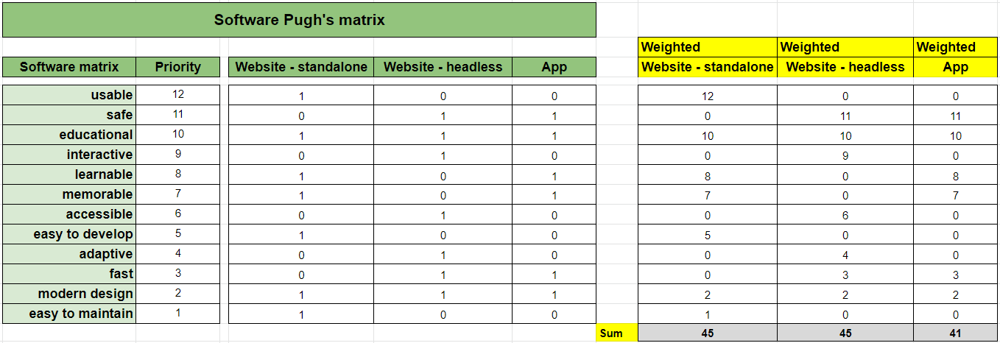 Software Pugh's matrix
Weighted Weighted Weighted
Software matrix Priority Website - standalone Website - headless App Website - standalone Website - headless App
usable 12 1 0 0 12 0 0
safe 11 0 1 1 0 11 11
educational 10 1 1 1 10 10 10
interactive 9 0 1 0 0 9 0
learnable 8 1 0 1 8 0 8
memorable 7 1 0 1 7 0 7
accessible 6 0 1 0 0 6 0
easy to develop 5 1 0 0 5 0 0
adaptive 4 0 1 0 0 4 0
fast 3 0 1 1 0 3 3
modern design 2 1 1 1 2 2 2
easy to maintain 1 1 0 0 1 0 0
Sum 45 45 41